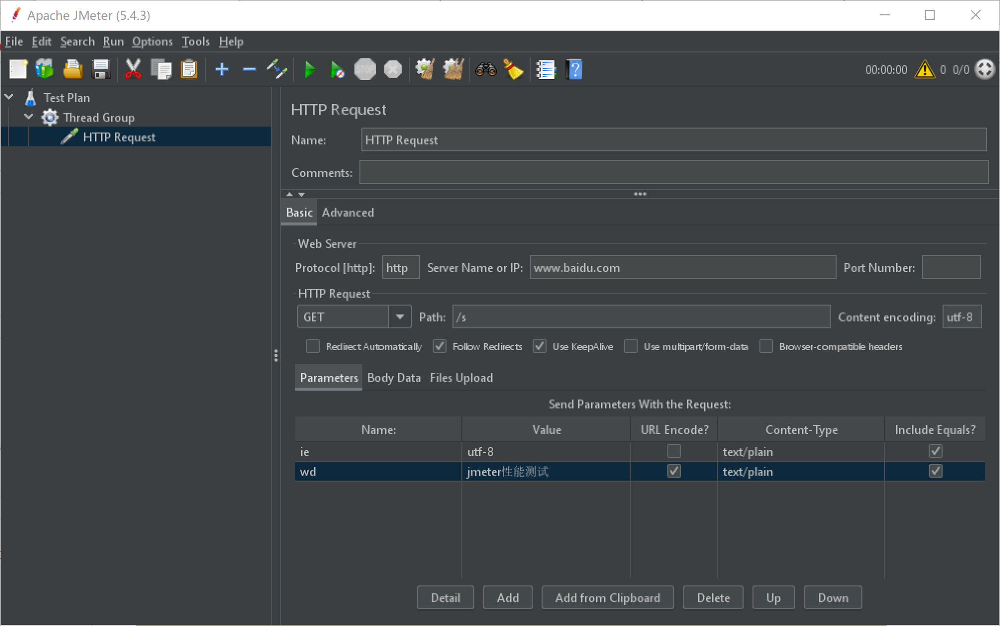 Apache JMeter (5.4.3)
File Edit Search Run Options Tools Help
STOP
00:00:00 0 0/0
Test Plan
Thread Group
HTTP Request
HTTP Request
Name: HTTP Request
Comments:
Basic Advanced
Web Server
Protocol [http]: http Server Name or IP: www.baidu.com Port Number:
HTTP Request
GET Path: /s Content encoding: utf-8
Redirect Automatically Follow Redirects Use KeepAlive Use multipart/form-data Browser-compatible headers
Parameters Body Data Files Upload
Send Parameters With the Request:
Name: Value URL Encode? Content-Type Include Equals?
ie utf-8 text/plain
wd jmeter性能测试 text/plain
Detail Add Add from Clipboard Delete Up Down